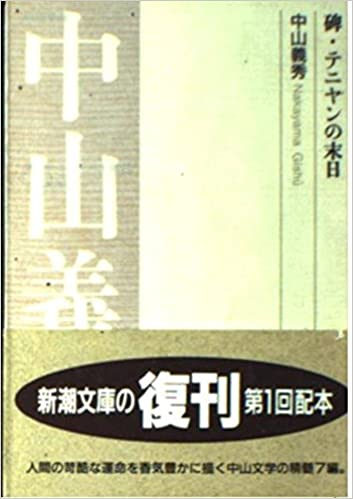 碑・テニヤンの末日
中山義秀 Nakayama Gishū
中山義
新潮文庫の復刊 第1回配本
人間の苛酷な運命を香気豊かに描く中山文学の精髄7編。